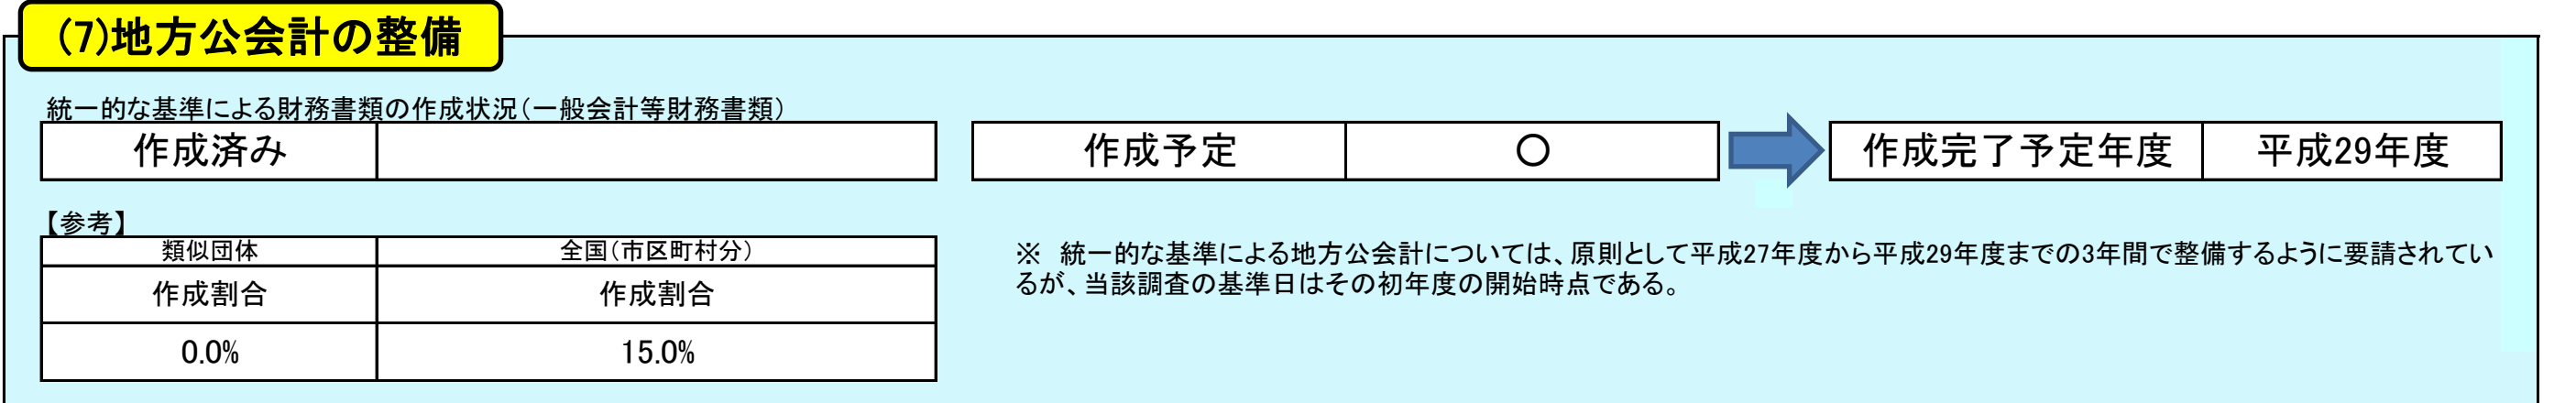 (7)地方公会計の整備
統一的な基準による財務書類の作成状況(一般会計等財務書類)
作成済み 作成予定 ○ 作成完了予定年度 平成29年度
【参考】
類似団体 全国(市区町村分)
作成割合 作成割合
0.0% 15.0%
※ 統一的な基準による地方公会計については、原則として平成27年度から平成29年度までの3年間で整備するように要請されてい
るが、当該調査の基準日はその初年度の開始時点である。